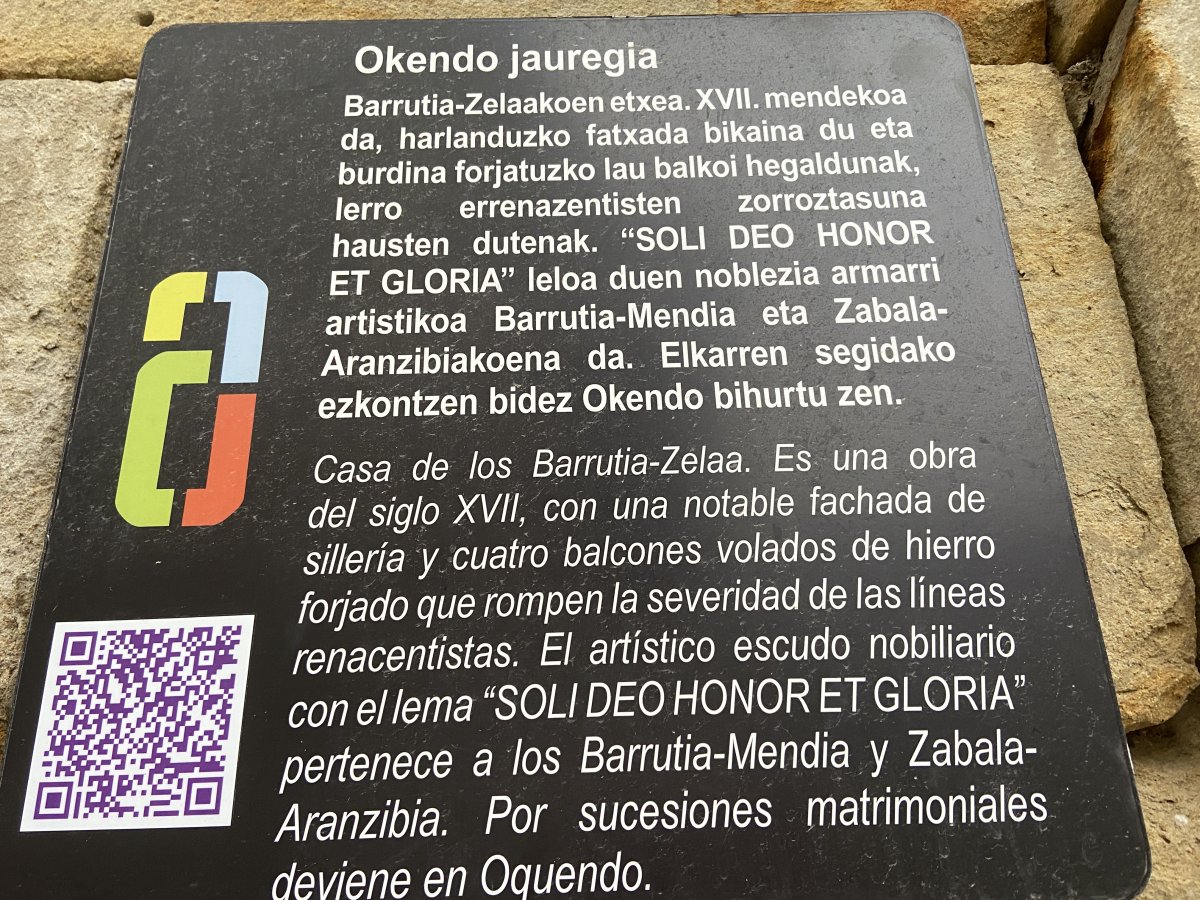 Okendo jauregia
Barrutia-Zelaakoen etxea. XVII. mendekoa
da, harlanduzko fatxada bikaina du eta
burdina forjatuzko lau balkoi hegaldunak,
lerro errenazentisten zorroztasuna
hausten dutenak. “SOLI DEO HONOR
ET GLORIA” leloa duen noblezia armarri
artistikoa Barrutia-Mendia eta Zabala-
Aranzibiakoena da. Elkarren segidako
ezkontzen bidez Okendo bihurtu zen.
Casa de los Barrutia-Zelaa. Es una obra
del siglo XVII, con una notable fachada de
sillería y cuatro balcones volados de hierro
forjado que rompen la severidad de las líneas
renacentistas. El artístico escudo nobiliario
con el lema “SOLI DEO HONOR ET GLORIA”
pertenece a los Barrutia-Mendia y Zabala-
Aranzibia. Por sucesiones matrimoniales
deviene en Oquendo.